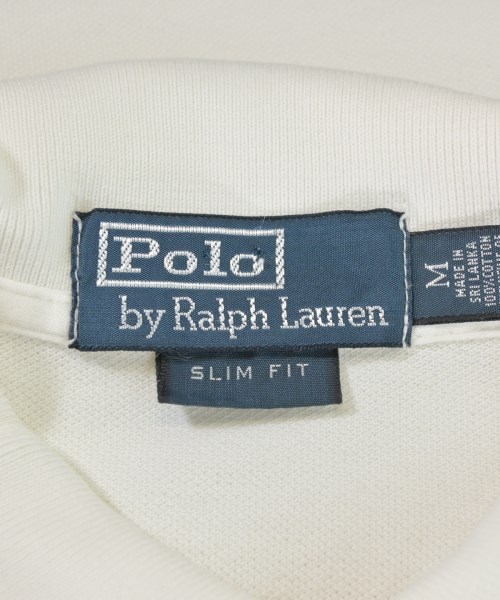 Polo
by Ralph Lauren
SLIM FIT
M
MADE IN
SRI LANKA
100% COTTON